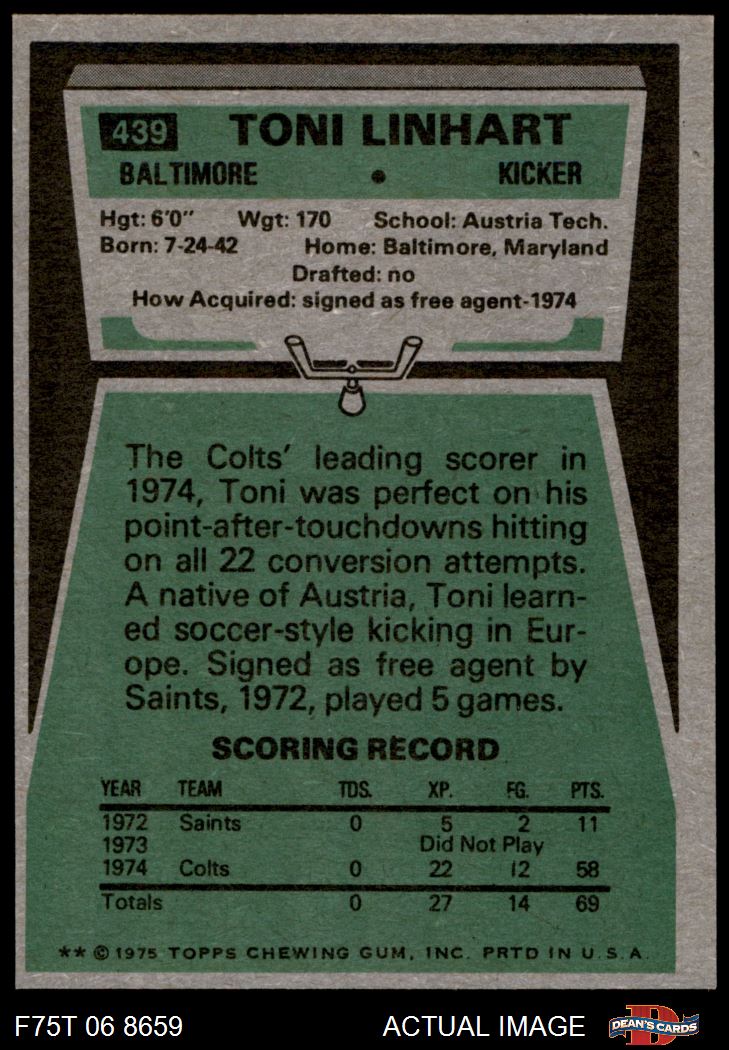 439 TONI LINHART
BALTIMORE • KICKER
Hgt: 6'0" Wgt: 170 School: Austria Tech.
Born: 7-24-42 Home: Baltimore, Maryland
Drafted: no
How Acquired: signed as free agent-1974
The Colts' leading scorer in
1974, Toni was perfect on his
point-after-touchdowns hitting
on all 22 conversion attempts.
A native of Austria, Toni learn-
ed soccer-style kicking in Eur-
ope. Signed as free agent by
Saints, 1972, played 5 games.
SCORING RECORD
YEAR TEAM TDS. XP. FG. PTS.
1972 Saints 0 5 2 11
1973 Did Not Play
1974 Colts 0 22 12 58
Totals 0 27 14 69
** © 1975 TOPPS CHEWING GUM, INC. PRTD IN U.S.A.
F75T 06 8659 ACTUAL IMAGE D DEAN'S CARDS